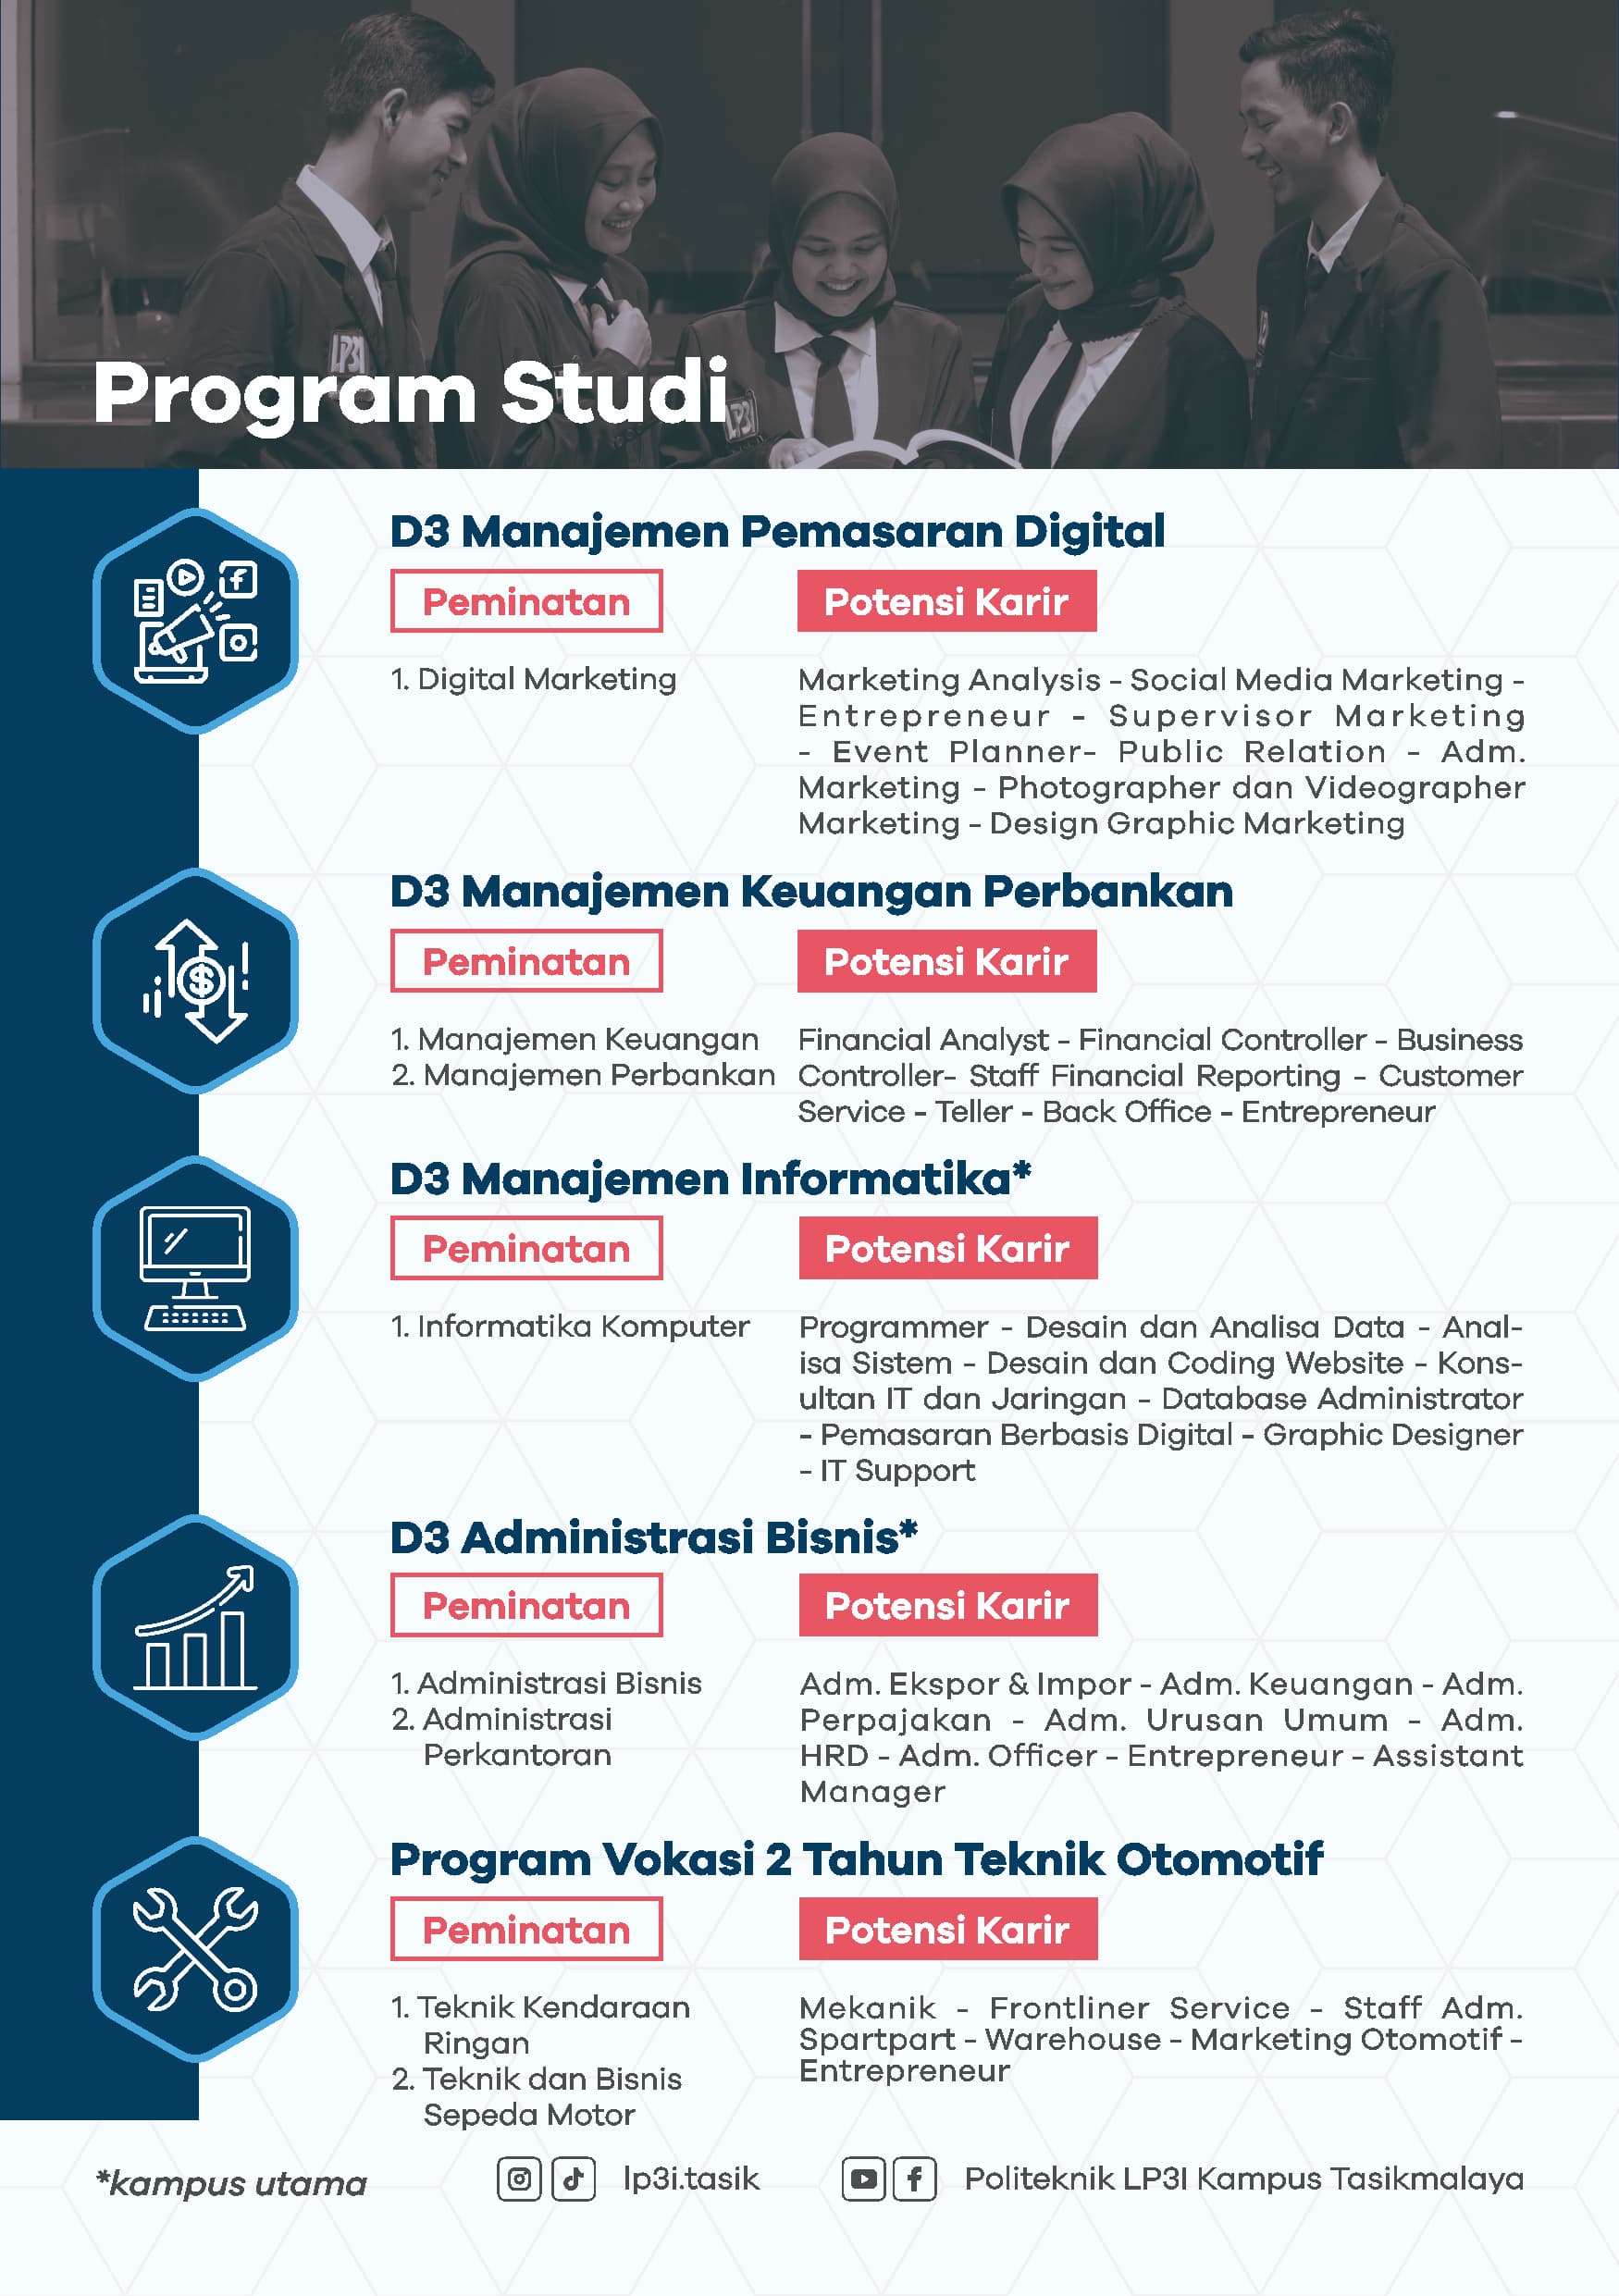 LP3I
LP3I
Program Studi
D3 Manajemen Pemasaran Digital
Peminatan
Potensi Karir
1. Digital Marketing
Marketing Analysis - Social Media Marketing -
Entrepreneur - Supervisor Marketing
- Event Planner- Public Relation - Adm.
Marketing - Photographer dan Videographer
Marketing - Design Graphic Marketing
D3 Manajemen Keuangan Perbankan
Peminatan
Potensi Karir
1. Manajemen Keuangan
2. Manajemen Perbankan
Financial Analyst - Financial Controller - Business
Controller- Staff Financial Reporting - Customer
Service - Teller - Back Office - Entrepreneur
D3 Manajemen Informatika*
Peminatan
Potensi Karir
1. Informatika Komputer
Programmer - Desain dan Analisa Data - Anal-
isa Sistem - Desain dan Coding Website - Kons-
ultan IT dan Jaringan - Database Administrator
- Pemasaran Berbasis Digital - Graphic Designer
- IT Support
D3 Administrasi Bisnis*
Peminatan
Potensi Karir
1. Administrasi Bisnis
2. Administrasi
Perkantoran
Adm. Ekspor & Impor - Adm. Keuangan - Adm.
Perpajakan - Adm. Urusan Umum - Adm.
HRD - Adm. Officer - Entrepreneur - Assistant
Manager
Program Vokasi 2 Tahun Teknik Otomotif
Peminatan
Potensi Karir
1. Teknik Kendaraan
Ringan
2. Teknik dan Bisnis
Sepeda Motor
Mekanik - Frontliner Service - Staff Adm.
Spartpart - Warehouse - Marketing Otomotif -
Entrepreneur
*kampus utama
lp3i.tasik
Politeknik LP3I Kampus Tasikmalaya